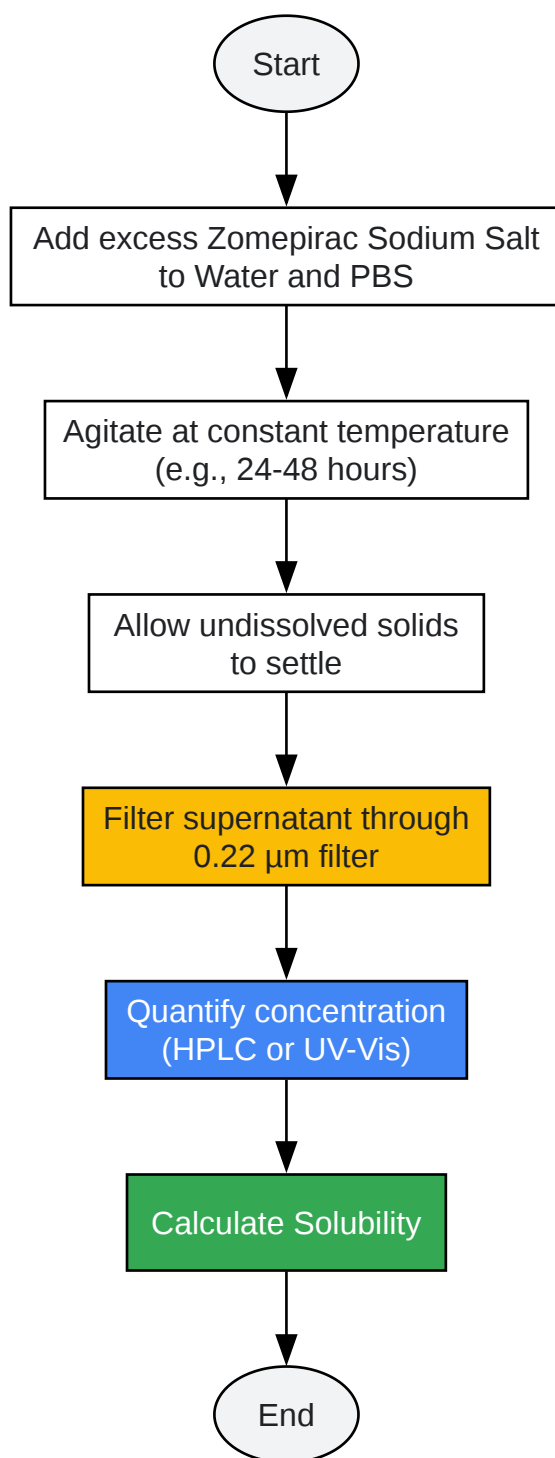 Start
Add excess Zomepirac Sodium Salt
to Water and PBS
Agitate at constant temperature
(e.g., 24-48 hours)
Allow undissolved solids
to settle
Filter supernatant through
0.22 µm filter
Quantify concentration
(HPLC or UV-Vis)
Calculate Solubility
End